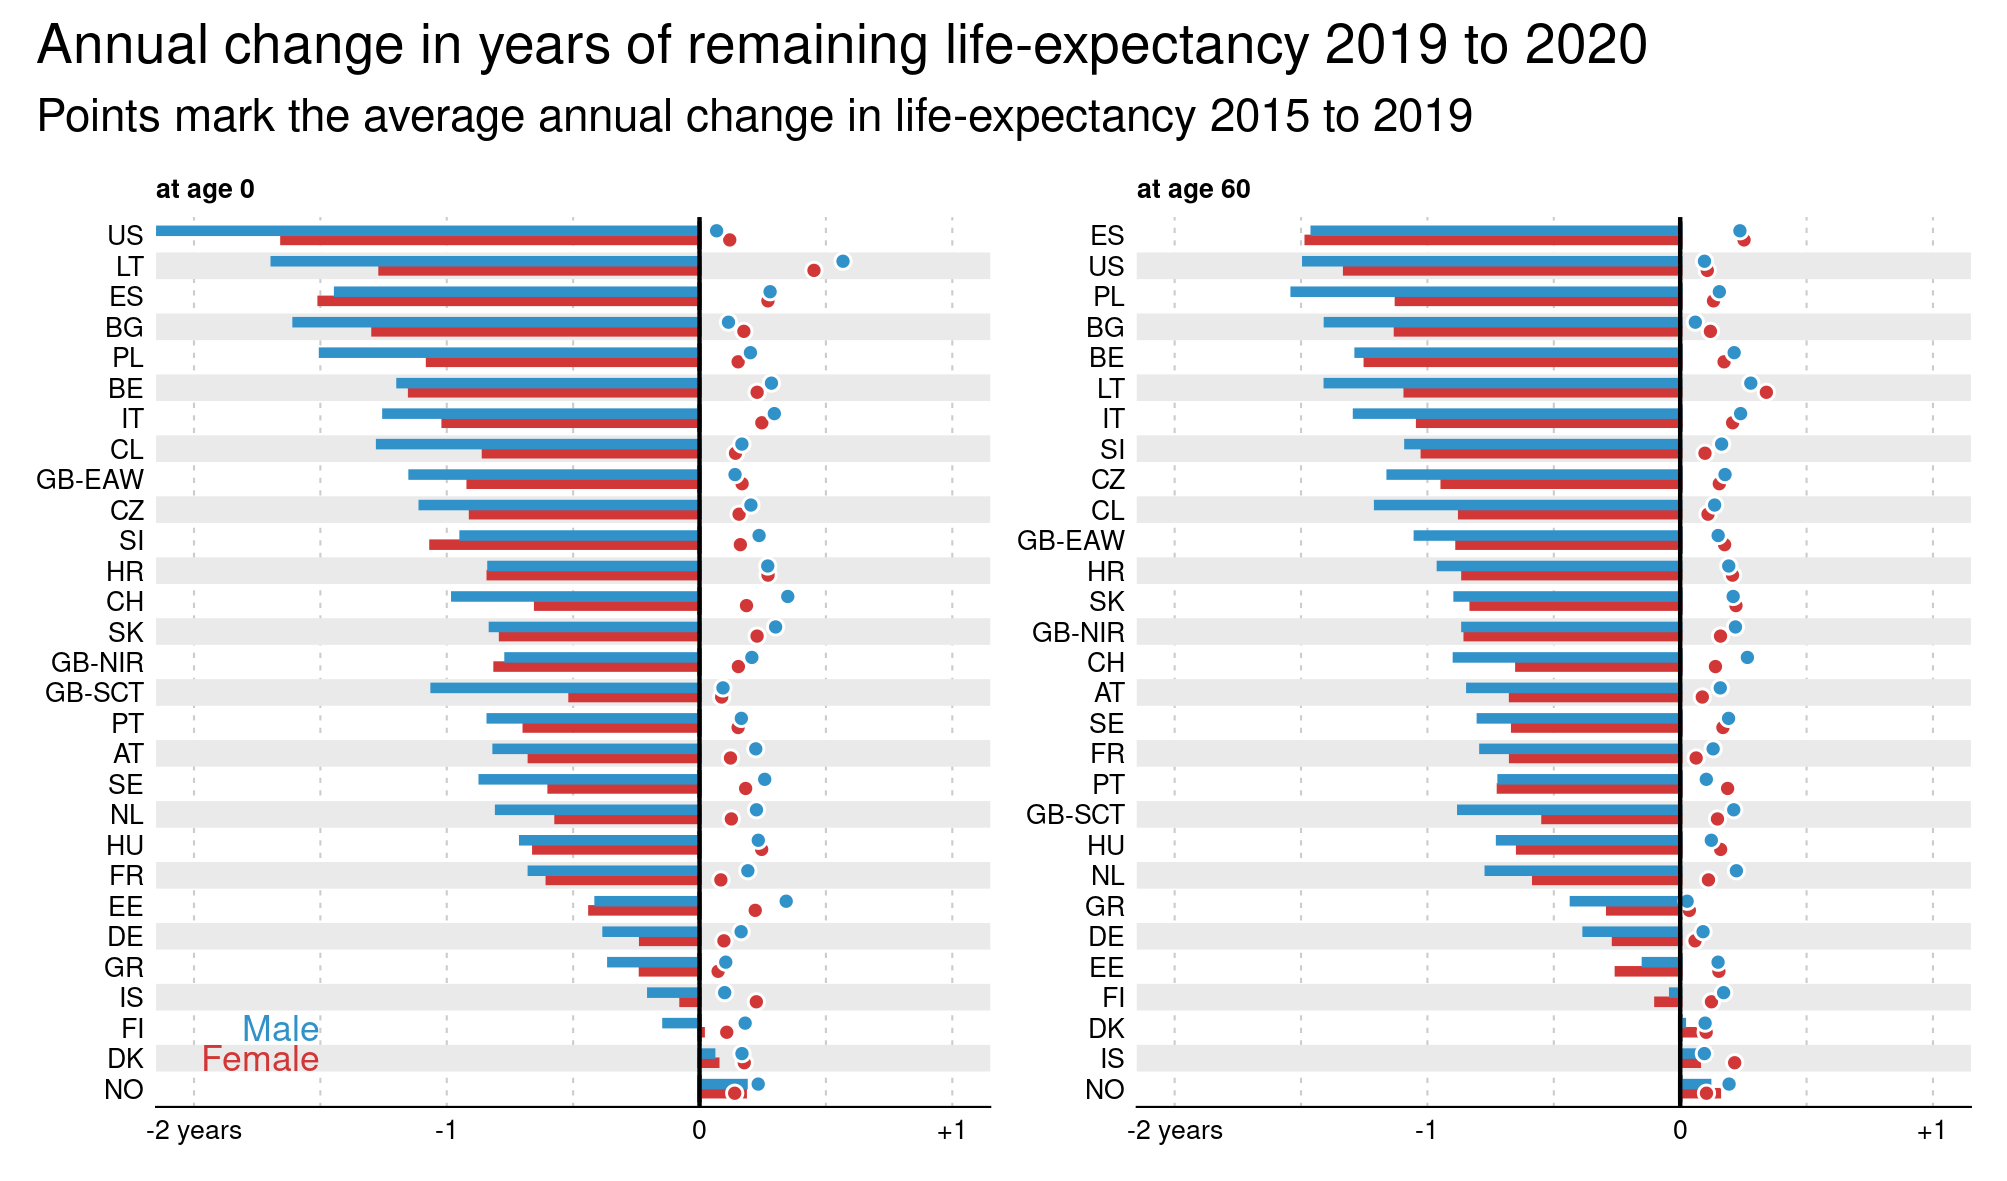 Annual change in years of remaining life-expectancy 2019 to 2020
Points mark the average annual change in life-expectancy 2015 to 2019
at age 0
US
LT
ES
BG
PL
BE
IT
CL
GB-EAW
CZ
SI
HR
CH
SK
GB-NIR
GB-SCT
PT
AT
SE
NL
HU
FR
EE
DE
GR
IS
FI
DK
NO
Male
Female
-2 years -1 0 +1
at age 60
ES
US
PL
BG
BE
LT
IT
SI
CZ
CL
GB-EAW
HR
SK
GB-NIR
CH
AT
SE
FR
PT
GB-SCT
HU
NL
GR
DE
EE
FI
DK
IS
NO
-2 years -1 0 +1